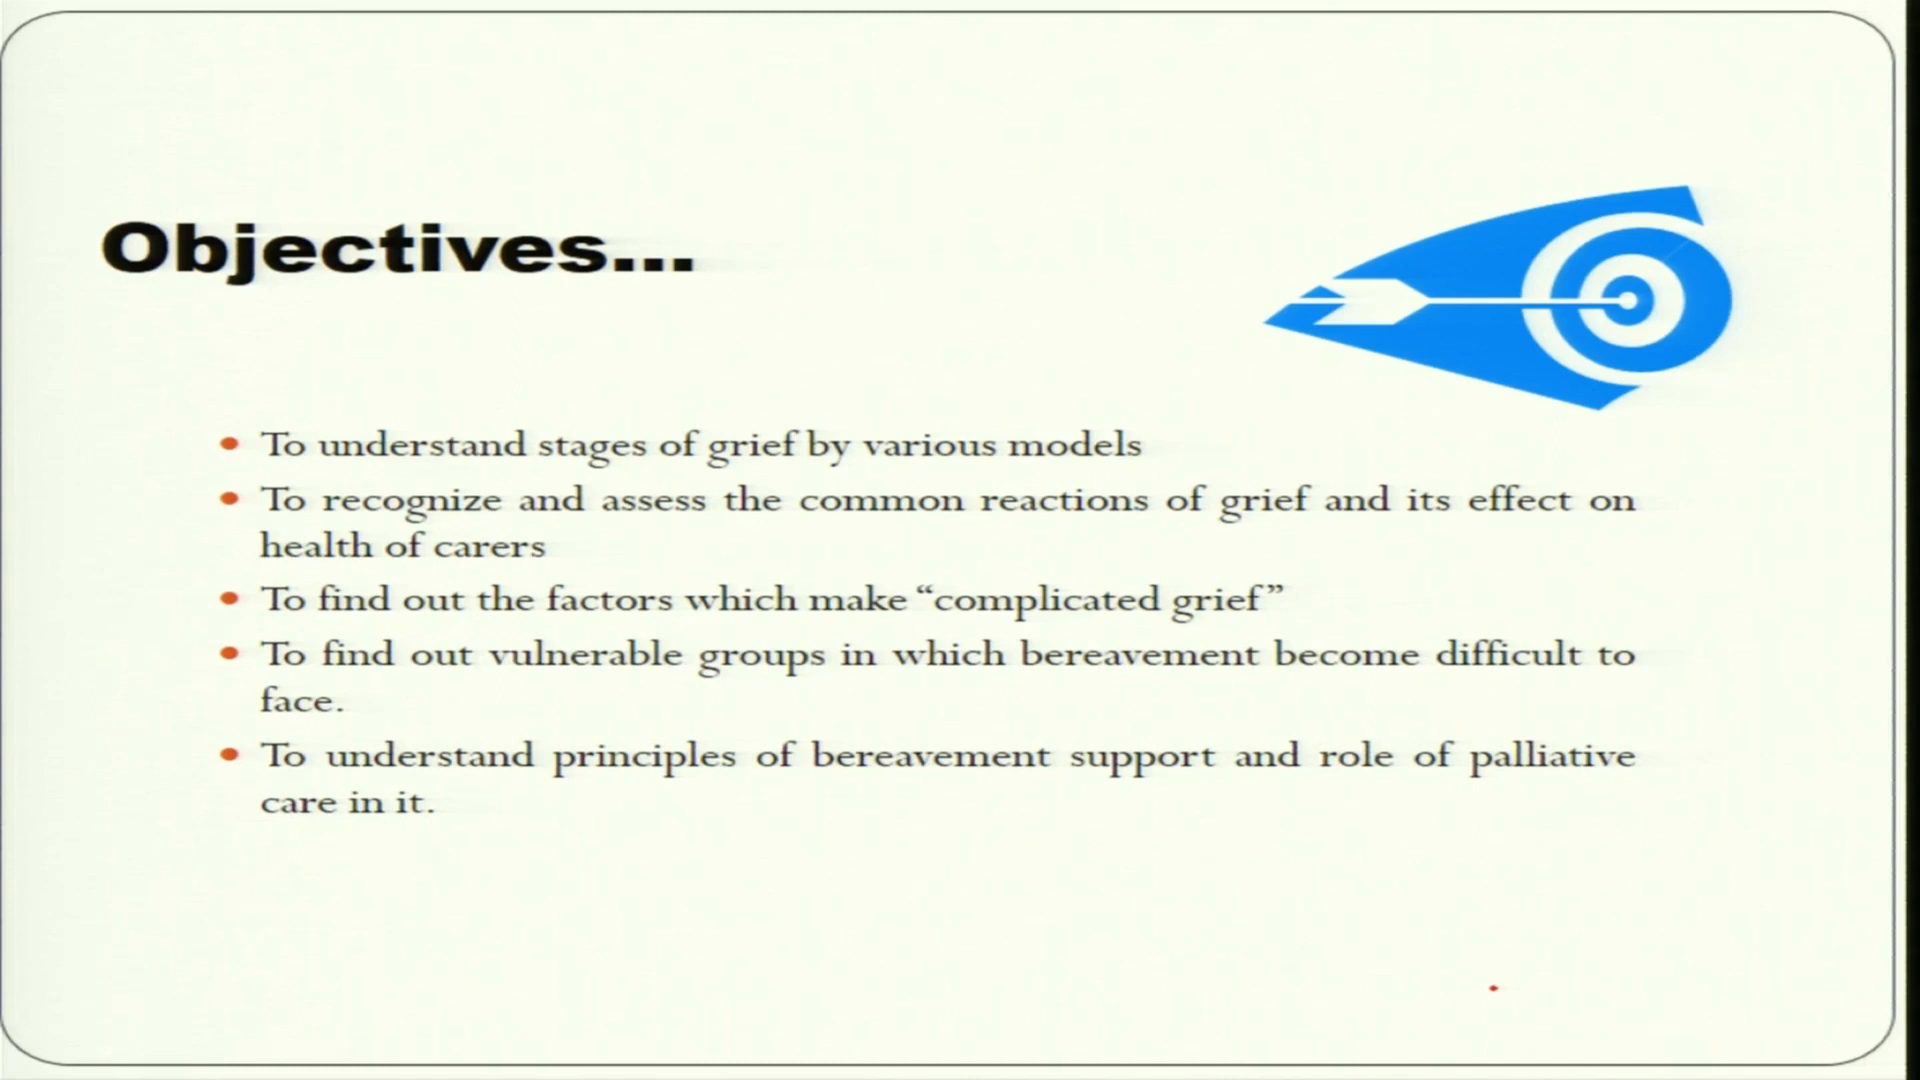 Objectives...
• To understand stages of grief by various models
• To recognize and assess the common reactions of grief and its effect on
health of carers
• To find out the factors which make “complicated grief”
• To find out vulnerable groups in which bereavement become difficult to
face.
• To understand principles of bereavement support and role of palliative
care in it.